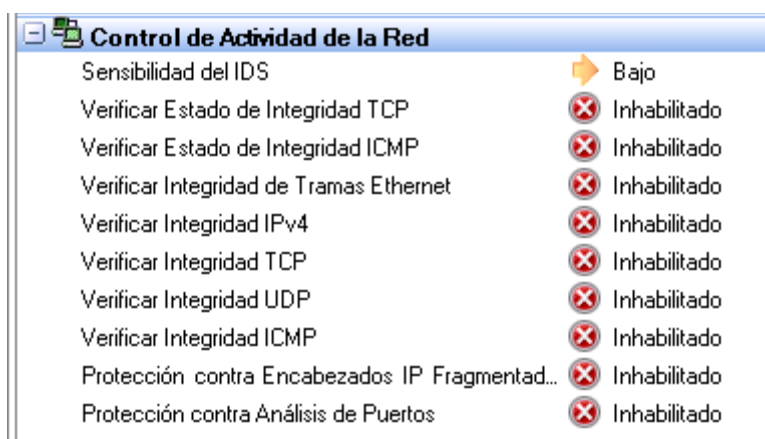 Control de Actividad de la Red
Sensibilidad del IDS Bajo
Verificar Estado de Integridad TCP Inhabilitado
Verificar Estado de Integridad ICMP Inhabilitado
Verificar Integridad de Tramas Ethernet Inhabilitado
Verificar Integridad IPv4 Inhabilitado
Verificar Integridad TCP Inhabilitado
Verificar Integridad UDP Inhabilitado
Verificar Integridad ICMP Inhabilitado
Protección contra Encabezados IP Fragmentad... Inhabilitado
Protección contra Análisis de Puertos Inhabilitado